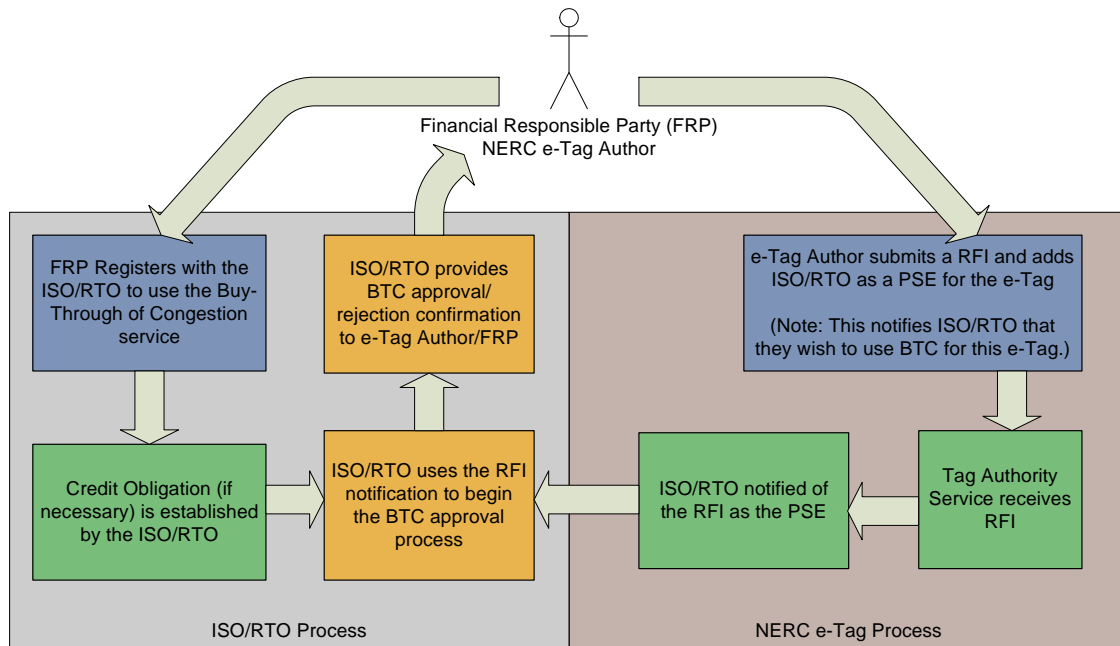 Financial Responsible Party (FRP)
NERC e-Tag Author
FRP Registers with the
ISO/RTO to use the Buy-
Through of Congestion
service
ISO/RTO provides
BTC approval/
rejection confirmation
to e-Tag Author/FRP
e-Tag Author submits a RFI and adds
ISO/RTO as a PSE for the e-Tag
(Note: This notifies ISO/RTO that
they wish to use BTC for this e-Tag.)
Credit Obligation (if
necessary) is established
by the ISO/RTO
ISO/RTO uses the RFI
notification to begin
the BTC approval
process
ISO/RTO notified of
the RFI as the PSE
Tag Authority
Service receives
RFI
ISO/RTO Process
NERC e-Tag Process